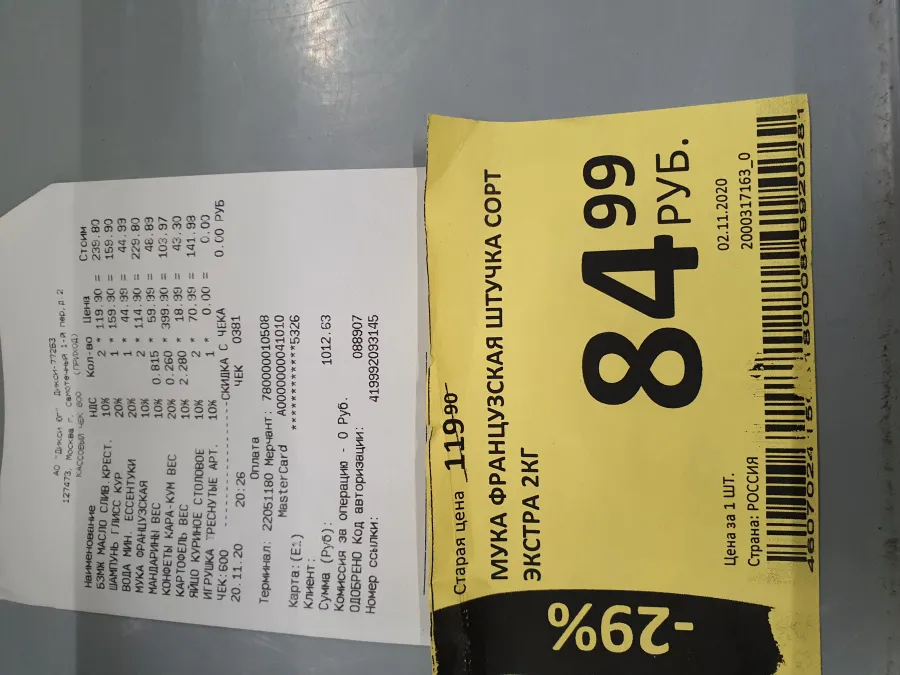 АО "ДИКСИ ЮГ" Дикси-77263
127473, Москва г, Самотечный 1-й пер, д 2
КАССОВЫЙ ЧЕК 600 (ПРИХОД)
Наименование НДС Кол-во Цена Стоим
БЗМЖ МАСЛО СЛИВ.КРЕСТ. 10% 2 * 119.90 = 239.80
ШАМПУНЬ ГЛИСС КУР 20% 1 * 159.90 = 159.90
ВОДА МИН. ЕССЕНТУКИ 20% 1 * 44.99 = 44.99
МУКА ФРАНЦУЗСКАЯ 10% 2 * 114.90 = 229.80
МАНДАРИНЫ ВЕС 10% 0.815 * 59.99 = 48.89
КОНФЕТЫ КАРА-КУМ ВЕС 20% 0.260 * 399.90 = 103.97
КАРТОФЕЛЬ ВЕС 10% 2.280 * 18.99 = 43.30
ЯЙЦО КУРИНОЕ СТОЛОВОЕ 10% 2 * 70.99 = 141.98
ИГРУШКА ТРЕСНУТЫЕ АРТ. 10% 1 * 0.00 = 0.00
ЧЕК:600 ------СКИДКА С ЧЕКА 0.00 РУБ
20.11.20 20:26 ЧЕК 0381
Оплата
Терминал: 22051180 Мерчант: 780000010508
MasterCard A0000000041010
Карта:(E:) ************5326
Клиент:
Сумма (Руб): 1012.63
Комиссия за операцию - 0 Руб.
ОДОБРЕНО Код авторизации: 088907
Номер ссылки: 419992093145
Старая цена 119.90
МУКА ФРАНЦУЗСКАЯ ШТУЧКА СОРТ
ЭКСТРА 2КГ
84 99
РУБ.
Цена за 1 ШТ.
Страна: РОССИЯ
02.11.2020
2000317163_0
-29%